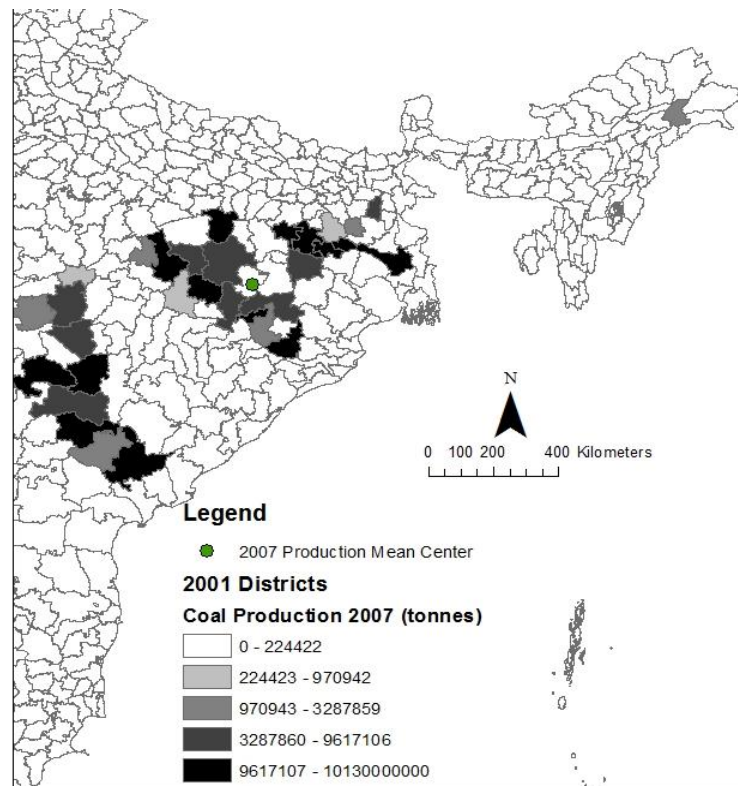 N
0 100 200 400 Kilometers
Legend
2007 Production Mean Center
2001 Districts
Coal Production 2007 (tonnes)
0 - 224422
224423 - 970942
970943 - 3287859
3287860 - 9617106
9617107 - 10130000000